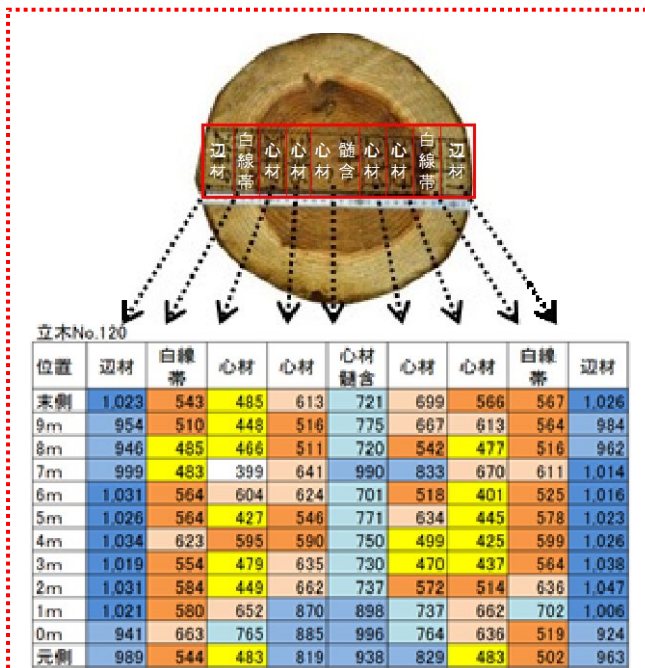 辺材 白線帯 心材 心材 心材 髄含 心材 心材 白線帯 辺材
立木No.120
位置 辺材 白線帯 心材 心材 心材髄含 心材 心材 白線帯 辺材
末側 1,023 543 485 613 721 699 566 567 1,026
9m 954 510 448 516 775 667 613 564 984
8m 946 485 466 511 720 542 477 516 962
7m 999 483 399 641 990 833 670 611 1,014
6m 1,031 564 604 624 701 518 401 525 1,016
5m 1,026 564 427 546 771 634 445 578 1,023
4m 1,034 623 595 590 750 499 425 599 1,026
3m 1,019 554 479 635 730 470 437 564 1,038
2m 1,031 584 449 662 737 572 514 636 1,047
1m 1,021 580 652 870 898 737 662 702 1,006
0m 941 663 765 885 996 764 636 519 924
元側 989 544 483 819 938 829 483 502 963